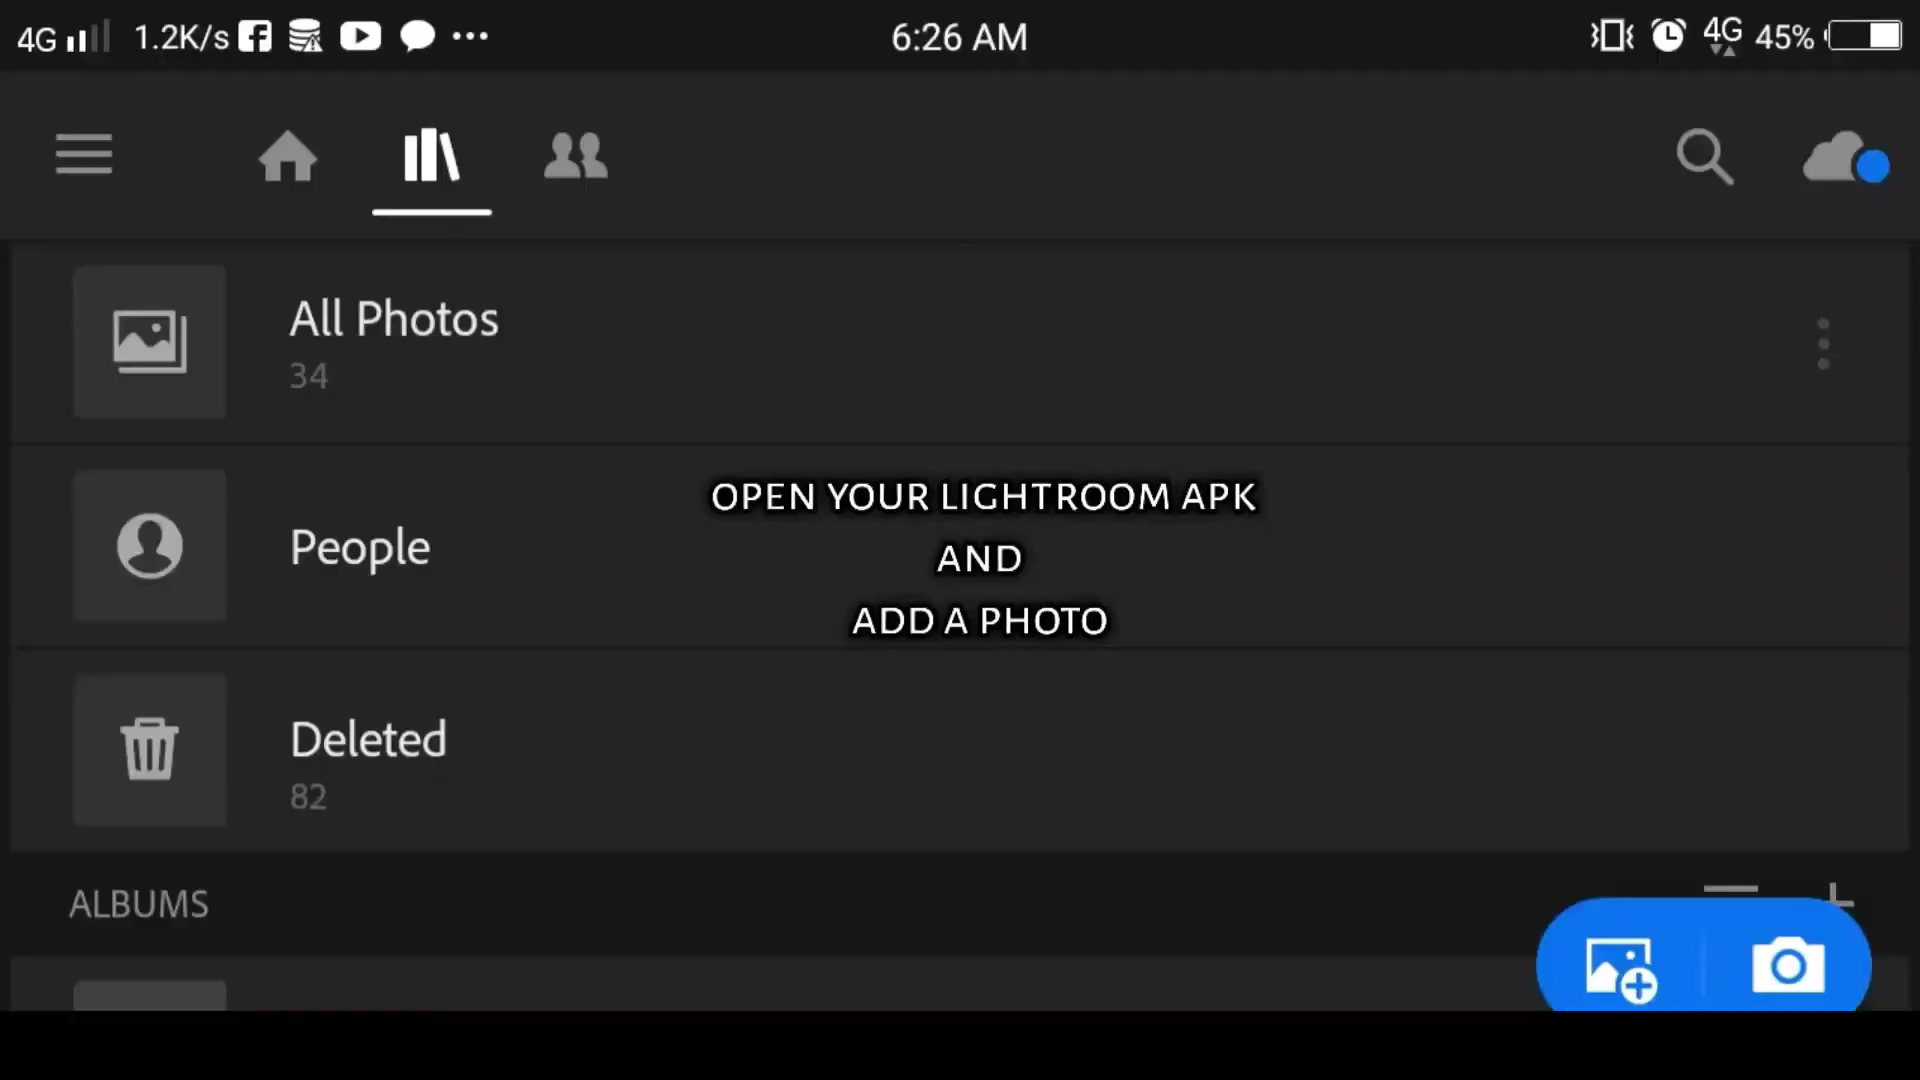 4G 1.2K/s 6:26 AM 4G 45%
All Photos
34
People
OPEN YOUR LIGHTROOM APK
AND
ADD A PHOTO
Deleted
82
ALBUMS